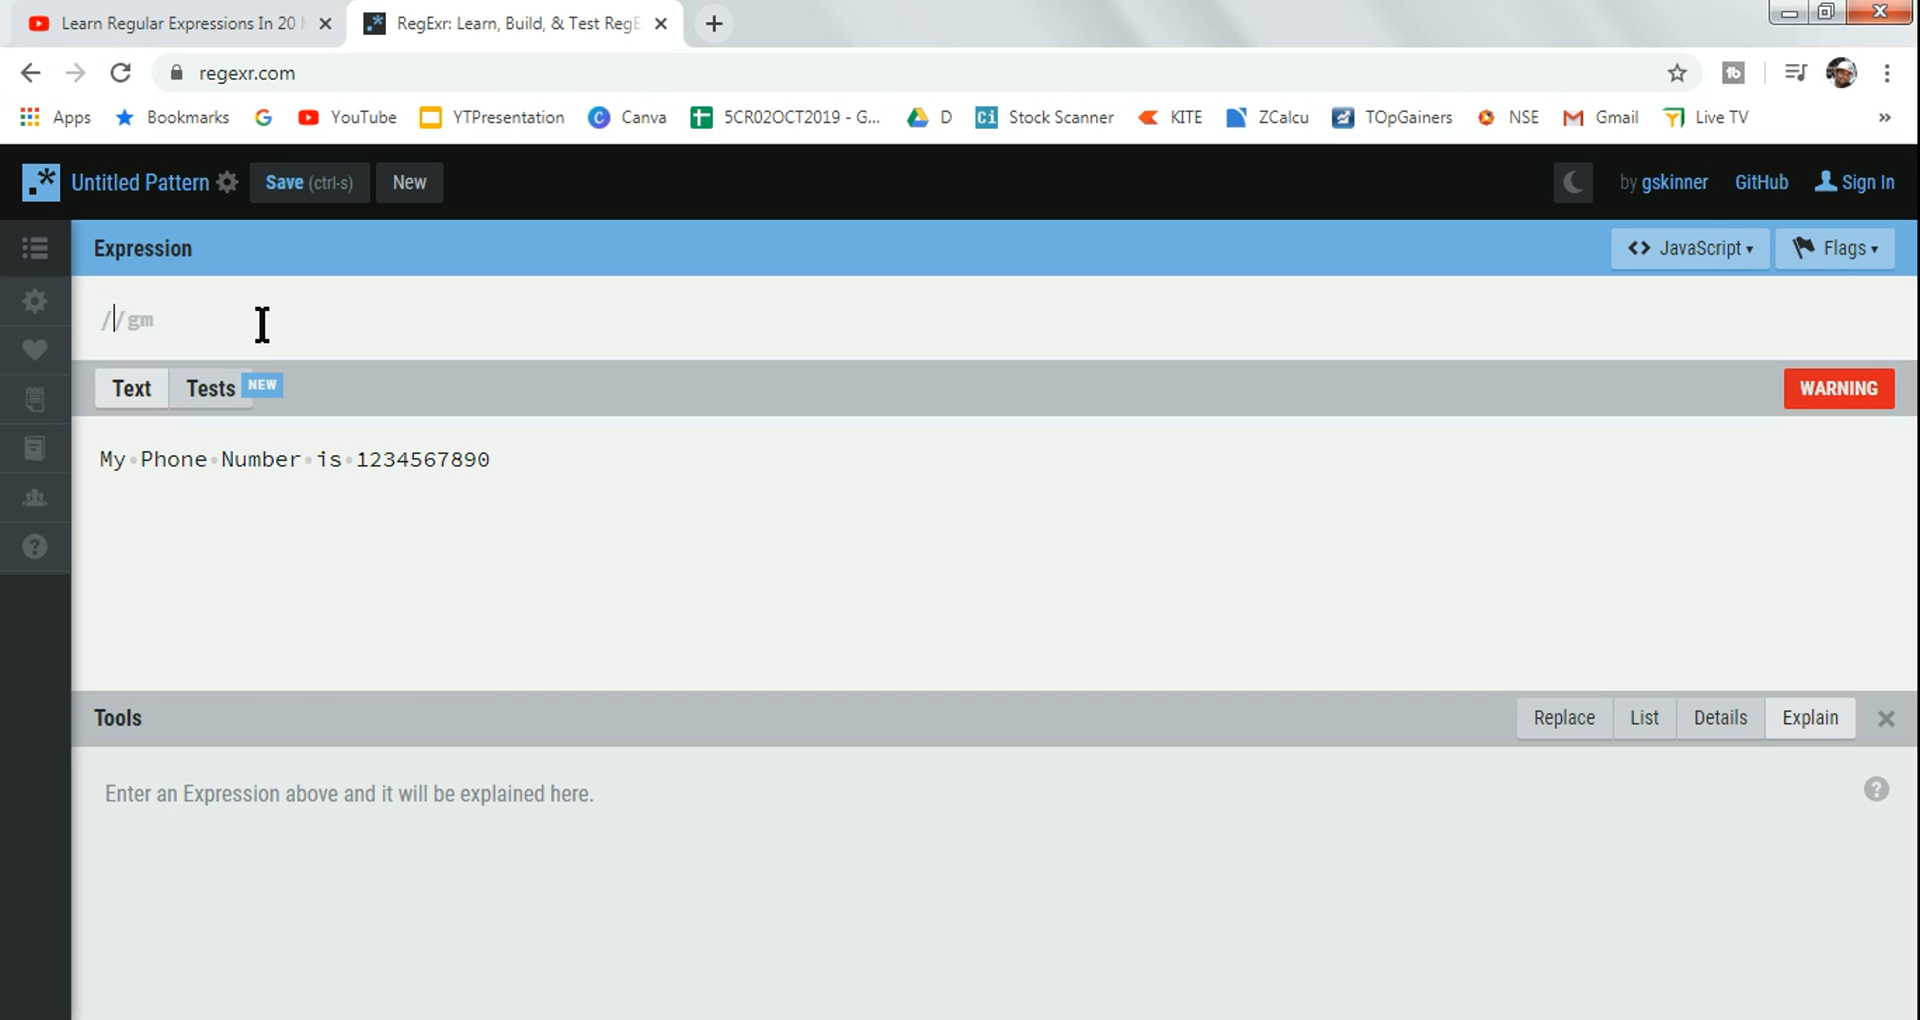 Learn Regular Expressions In 20
RegExr: Learn, Build, & Test RegE
regexr.com
Apps Bookmarks YouTube YTPresentation Canva 5CR02OCT2019 - G... D Stock Scanner KITE ZCalcu TOpGainers NSE Gmail Live TV »
.* Untitled Pattern Save (ctrl-s) New by gskinner GitHub Sign In
Expression <> JavaScript Flags
//gm
Text Tests NEW WARNING
My Phone Number is 1234567890
Tools Replace List Details Explain
Enter an Expression above and it will be explained here.